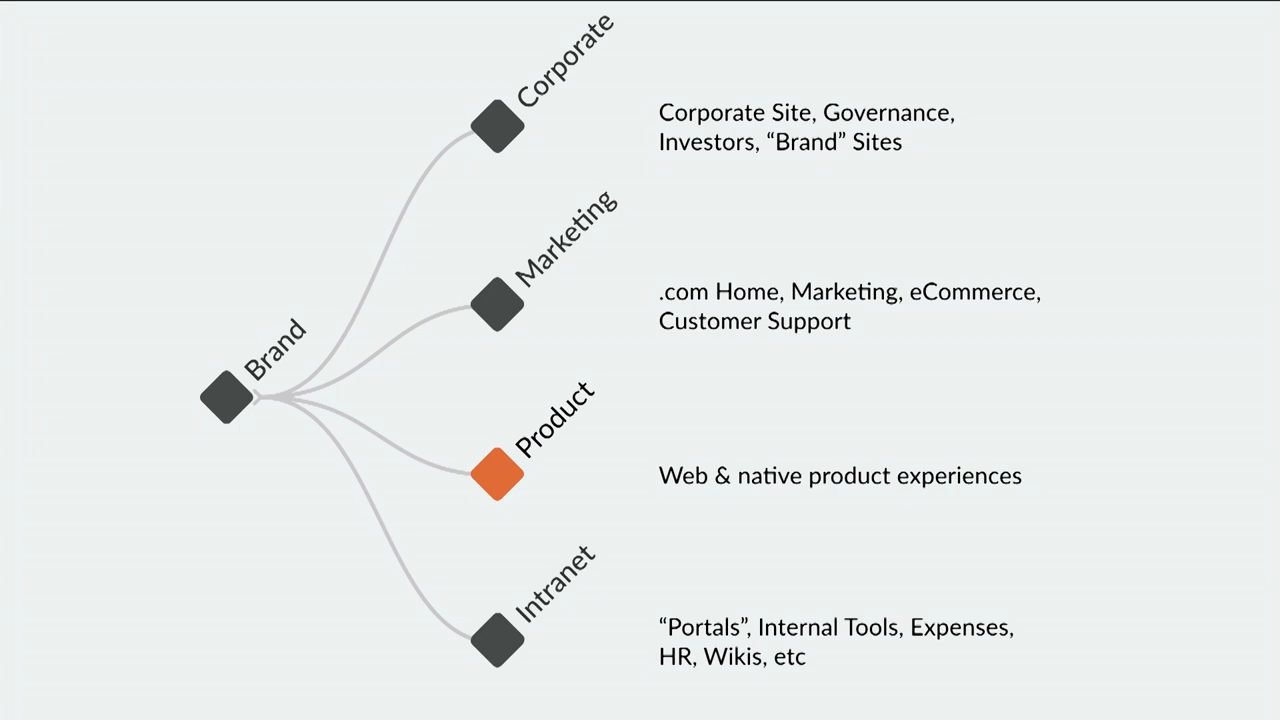 Corporate
Corporate Site, Governance,
Investors, “Brand” Sites
Marketing
.com Home, Marketing, eCommerce,
Customer Support
Brand
Product
Web & native product experiences
Intranet
“Portals”, Internal Tools, Expenses,
HR, Wikis, etc